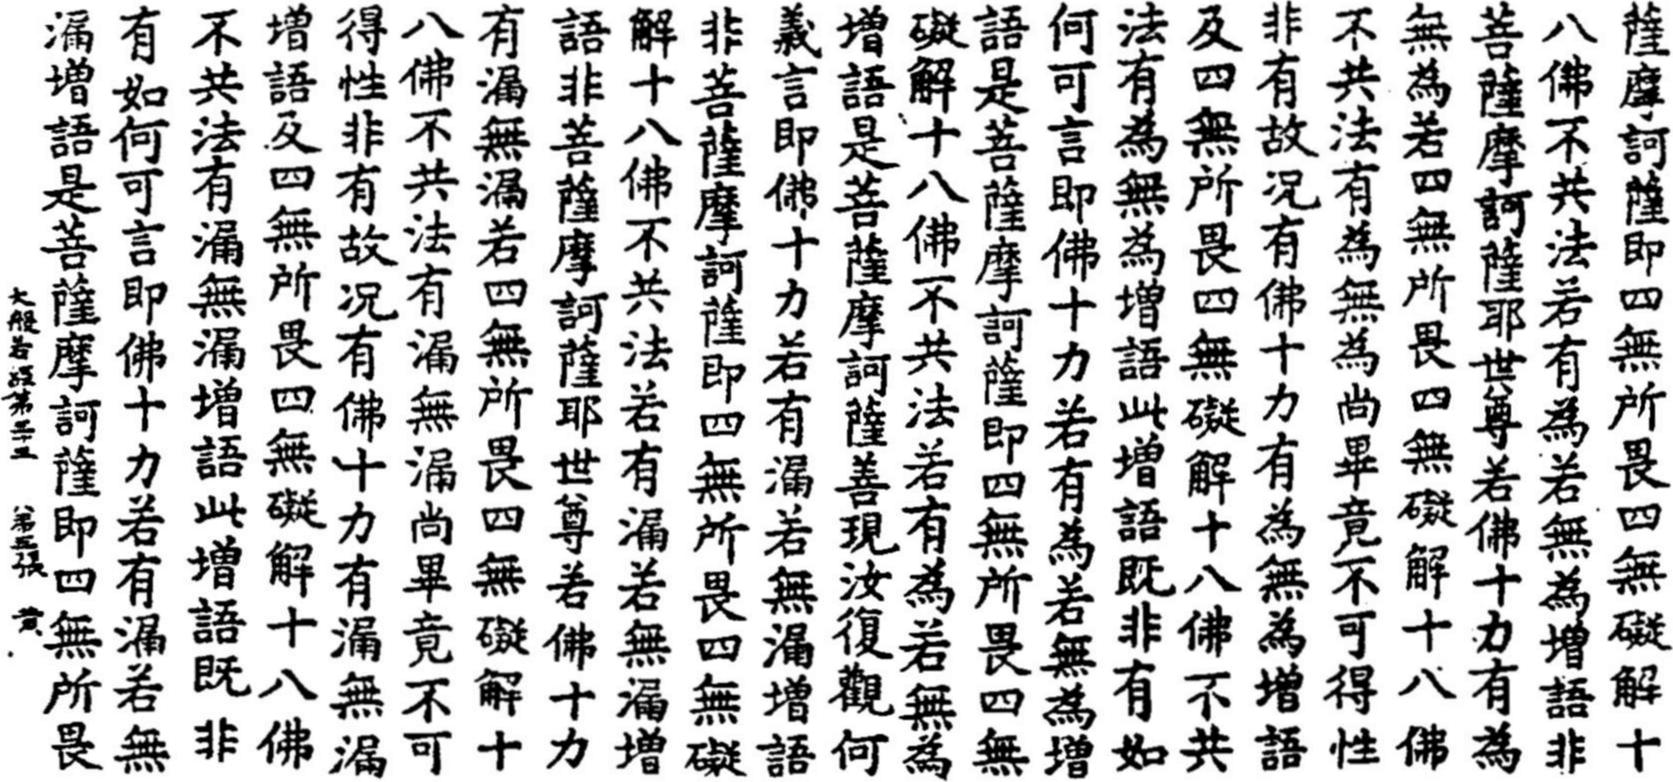 薩摩訶薩即四無所畏四無礙解十
八佛不共法若有為若無為增語非
菩薩摩訶薩耶世尊若佛十力有為
無為若四無所畏四無礙解十八佛
不共法有為無為尚畢竟不可得性
非有故况有佛十力有為無為增語
及四無所畏四無礙解十八佛不共
法有為無為增語此增語既非有如
何可言即佛十力若有為若無為增
語是菩薩摩訶薩即四無所畏四無
礙解十八佛不共法若有為若無為
增語是菩薩摩訶薩善現汝復觀何
義言即佛十力若有漏若無漏增語
非菩薩摩訶薩即四無所畏四無礙
解十八佛不共法若有漏若無漏增
語非菩薩摩訶薩耶世尊若佛十力
有漏無漏若四無所畏四無礙解十
八佛不共法有漏無漏尚畢竟不可
得性非有故况有佛十力有漏無漏
增語及四無所畏四無礙解十八佛
不共法有漏無漏增語此增語既非
有如何可言即佛十力若有漏若無
漏增語是菩薩摩訶薩即四無所畏
大般若經第 第五張 黄